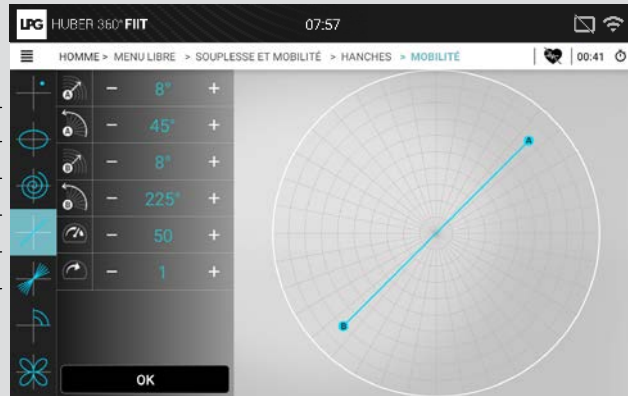 LPG HUBER 360° FIIT 07:57
HOMME > MENU LIBRE > SOUPLESSE ET MOBILITÉ > HANCHES > MOBILITÉ 00:41
A − 8° +
A − 45° +
B − 8° +
B − 225° +
− 50 +
− 1 +
OK
A
B